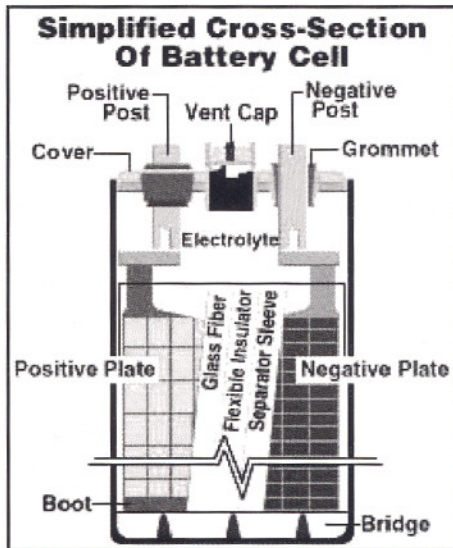 Simplified Cross-Section
Of Battery Cell
Positive
Post
Vent Cap
Negative
Post
Cover
Grommet
Electrolyte
Positive Plate
Glass Fiber
Flexible Insulator
Separator Sleeve
Negative Plate
Boot
Bridge